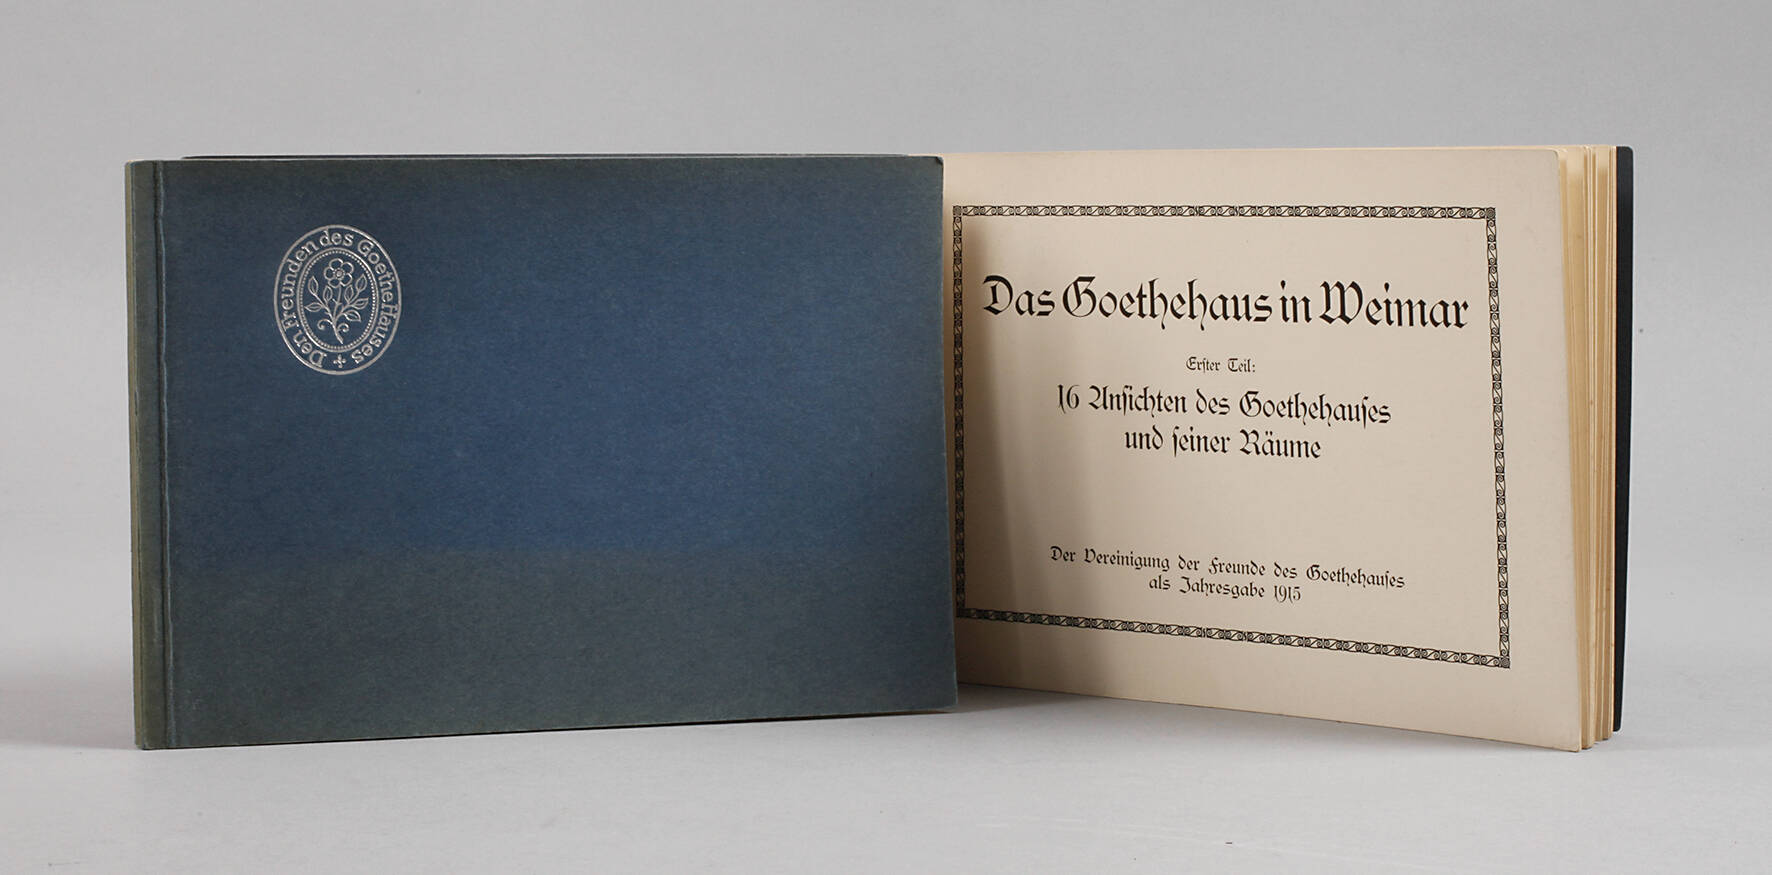 Den Freunden des GoetheHauses
Das Goethehaus in Weimar
Erſter Teil:
16 Anſichten des Goethehauſes
und ſeiner Räume
Der Vereinigung der Freunde des Goethehauſes
als Jahresgabe 1915